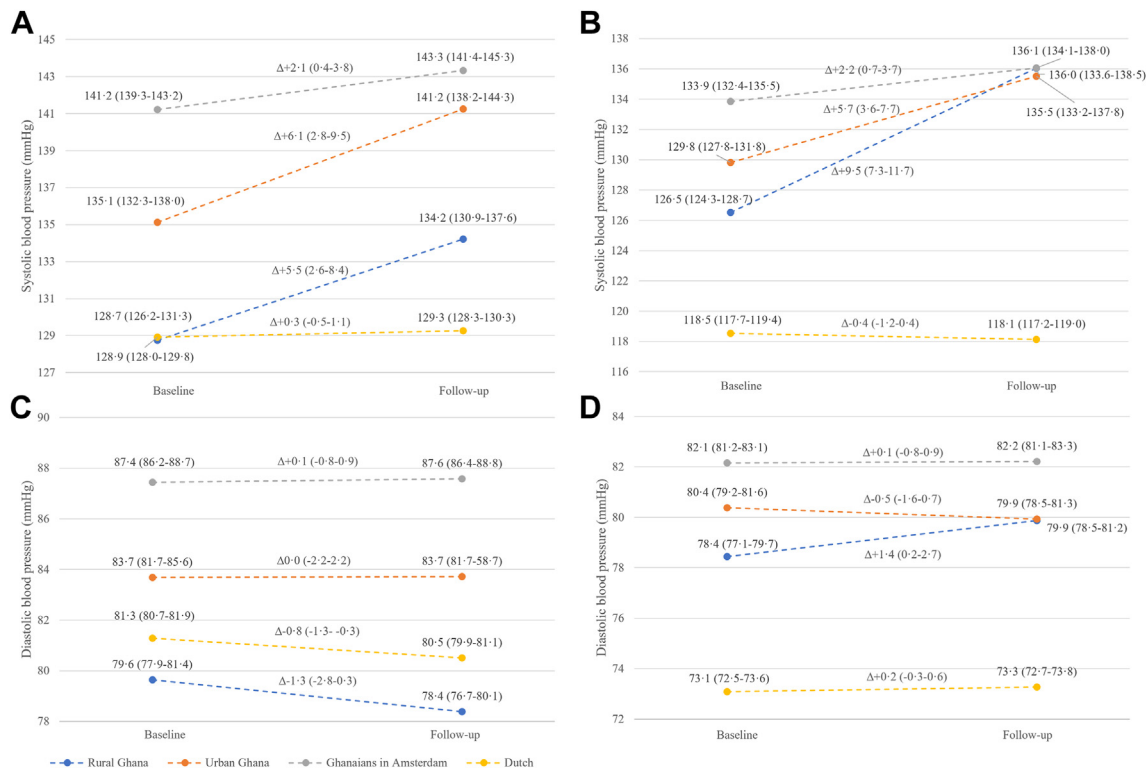 A
Systolic blood pressure (mmHg)
145
143
141
139
137
135
133
131
129
127
141·2 (139·3-143·2)
Δ+2·1 (0·4-3·8)
143·3 (141·4-145·3)
141·2 (138·2-144·3)
Δ+6·1 (2·8-9·5)
135·1 (132·3-138·0)
134·2 (130·9-137·6)
Δ+5·5 (2·6-8·4)
128·7 (126·2-131·3)
Δ+0·3 (-0·5-1·1)
129·3 (128·3-130·3)
128·9 (128·0-129·8)
Baseline
Follow-up
B
Systolic blood pressure (mmHg)
138
136
134
132
130
128
126
124
122
120
118
116
136·1 (134·1-138·0)
Δ+2·2 (0·7-3·7)
136·0 (133·6-138·5)
133·9 (132·4-135·5)
Δ+5·7 (3·6-7·7)
135·5 (133·2-137·8)
129·8 (127·8-131·8)
Δ+9·5 (7·3-11·7)
126·5 (124·3-128·7)
118·5 (117·7-119·4)
Δ-0·4 (-1·2-0·4)
118·1 (117·2-119·0)
Baseline
Follow-up
C
Diastolic blood pressure (mmHg)
90
88
86
84
82
80
78
87·4 (86·2-88·7)
Δ+0·1 (-0·8-0·9)
87·6 (86·4-88·8)
83·7 (81·7-85·6)
Δ0·0 (-2·2-2·2)
83·7 (81·7-58·7)
81·3 (80·7-81·9)
Δ-0·8 (-1·3- -0·3)
80·5 (79·9-81·1)
79·6 (77·9-81·4)
Δ-1·3 (-2·8-0·3)
78·4 (76·7-80·1)
Baseline
Follow-up
D
Diastolic blood pressure (mmHg)
84
82
80
78
76
74
72
82·1 (81·2-83·1)
Δ+0·1 (-0·8-0·9)
82·2 (81·1-83·3)
80·4 (79·2-81·6)
Δ-0·5 (-1·6-0·7)
79·9 (78·5-81·3)
79·9 (78·5-81·2)
78·4 (77·1-79·7)
Δ+1·4 (0·2-2·7)
73·1 (72·5-73·6)
Δ+0·2 (-0·3-0·6)
73·3 (72·7-73·8)
Baseline
Follow-up
Rural Ghana
Urban Ghana
Ghanaians in Amsterdam
Dutch